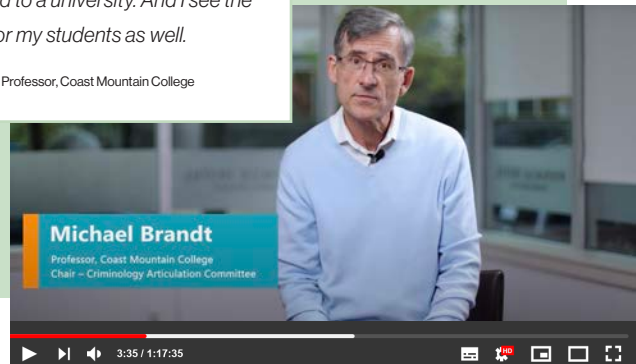 d to a university. And I see the
or my students as well.
Professor, Coast Mountain College
Michael Brandt
Professor, Coast Mountain College
Chair – Criminology Articulation Committee
3:35 / 1:17:35
HD